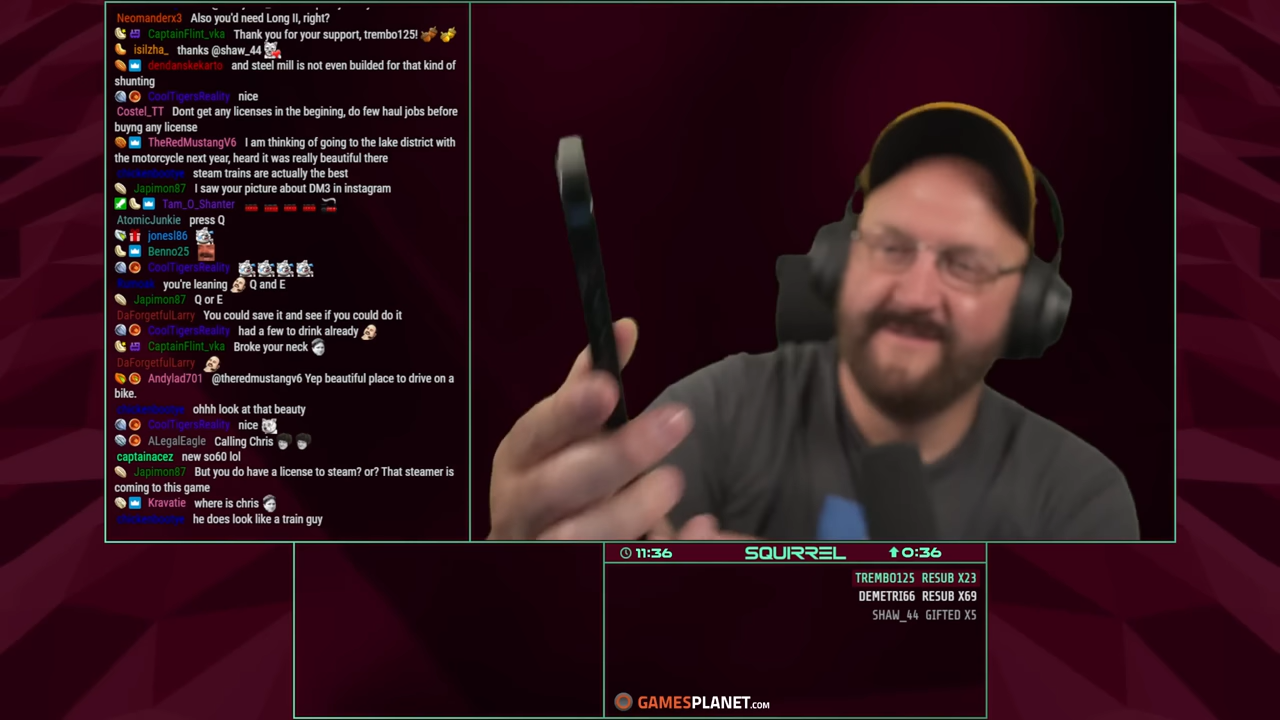 Neomanderx3 Also you'd need Long II, right?
CaptainFlint_vka Thank you for your support, trembo125!
isilzha_ thanks @shaw_44
dendanskekarto and steel mill is not even builded for that kind of
shunting
CoolTigersReality nice
Costel_TT Dont get any licenses in the begining, do few haul jobs before
buyng any license
TheRedMustangV6 I am thinking of going to the lake district with
the motorcycle next year, heard it was really beautiful there
steam trains are actually the best
Japimon87 I saw your picture about DM3 in instagram
Tam_O_Shanter
AtomicJunkie press Q
jonesl86
Benno25
CoolTigersReality
you're leaning Q and E
Japimon87 Q or E
DaForgetfulLarry You could save it and see if you could do it
CoolTigersReality had a few to drink already
CaptainFlint_vka Broke your neck
DaForgetfulLarry
Andylad701 @theredmustangv6 Yep beautiful place to drive on a
bike.
ohhh look at that beauty
CoolTigersReality nice
ALegalEagle Calling Chris
captainacez new so60 lol
Japimon87 But you do have a license to steam? or? That steamer is
coming to this game
Kravatie where is chris
he does look like a train guy
11:36 SQUIRREL 0:36
TREMBO125 RESUB X23
DEMETRI66 RESUB X69
SHAW_44 GIFTED X5
GAMESPLANET.COM